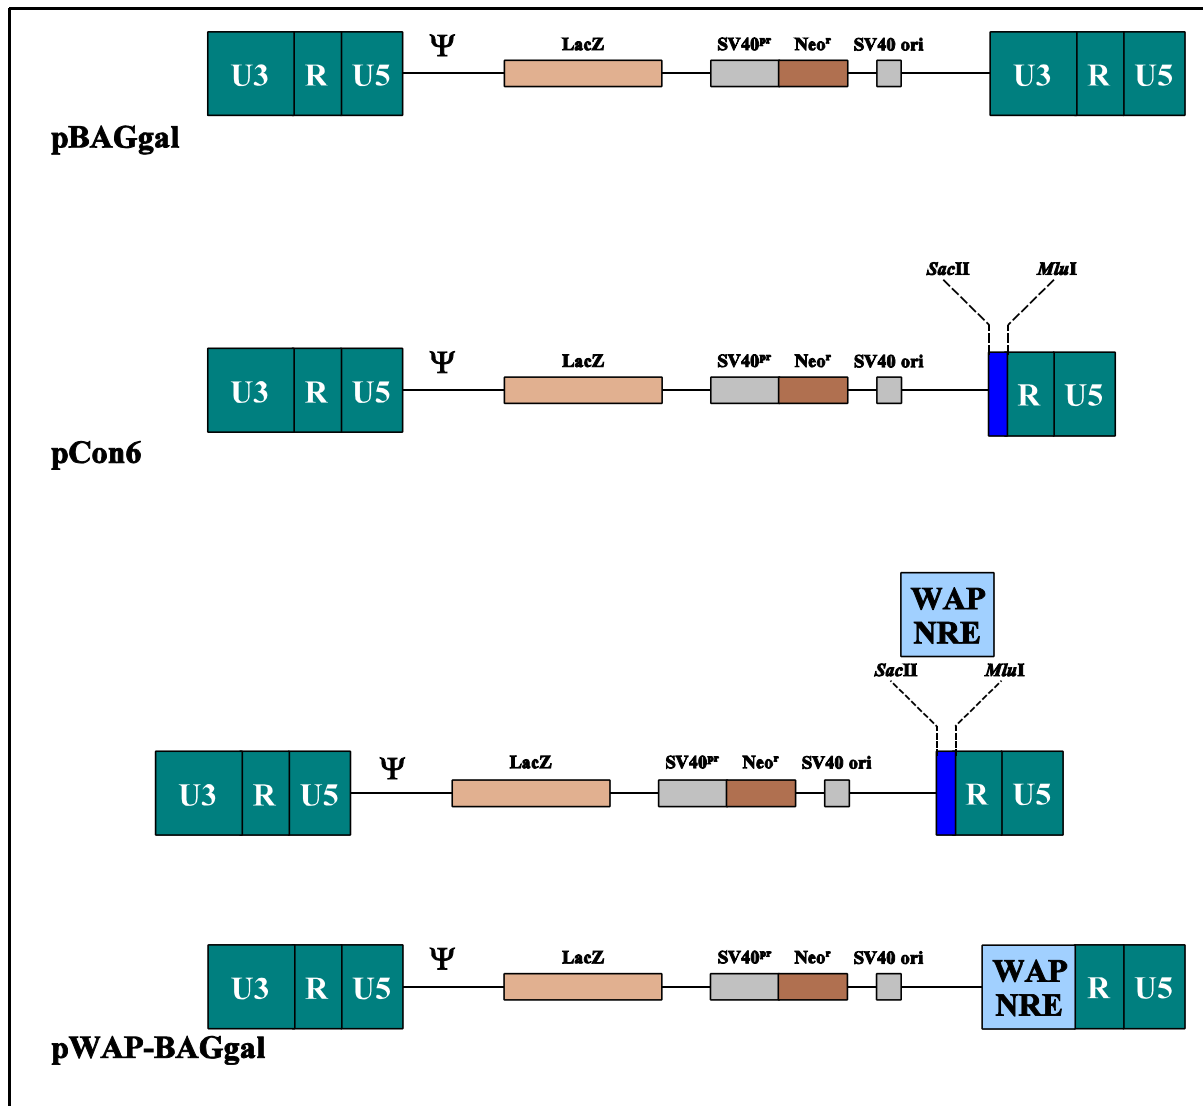 Ψ LacZ SV40pr Neor SV40 ori
U3 R U5 U3 R U5
pBAGgal
SacII MluI
Ψ LacZ SV40pr Neor SV40 ori
U3 R U5 R U5
pCon6
WAP
NRE
SacII MluI
Ψ LacZ SV40pr Neor SV40 ori
U3 R U5 R U5
Ψ LacZ SV40pr Neor SV40 ori
U3 R U5 WAP NRE R U5
pWAP-BAGgal